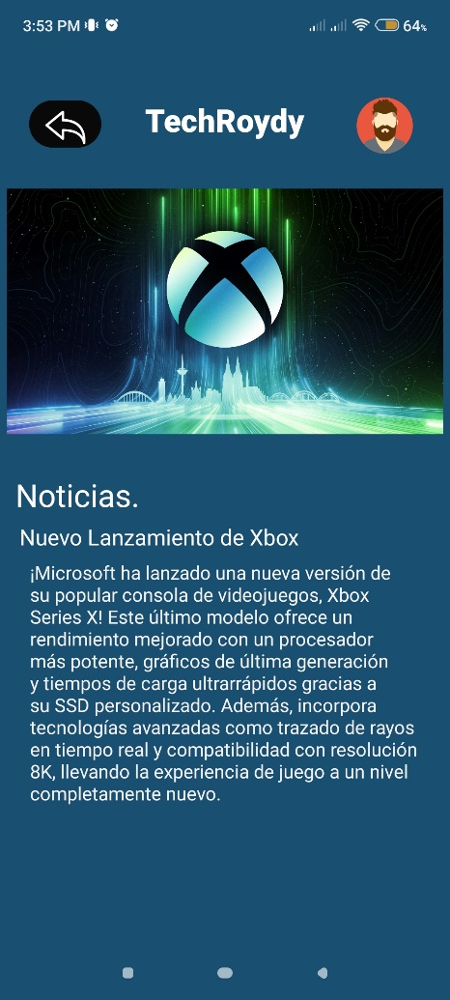 3:53 PM 64%
TechRoydy
Noticias.
Nuevo Lanzamiento de Xbox
¡Microsoft ha lanzado una nueva versión de
su popular consola de videojuegos, Xbox
Series X! Este último modelo ofrece un
rendimiento mejorado con un procesador
más potente, gráficos de última generación
y tiempos de carga ultrarrápidos gracias a
su SSD personalizado. Además, incorpora
tecnologías avanzadas como trazado de rayos
en tiempo real y compatibilidad con resolución
8K, llevando la experiencia de juego a un nivel
completamente nuevo.